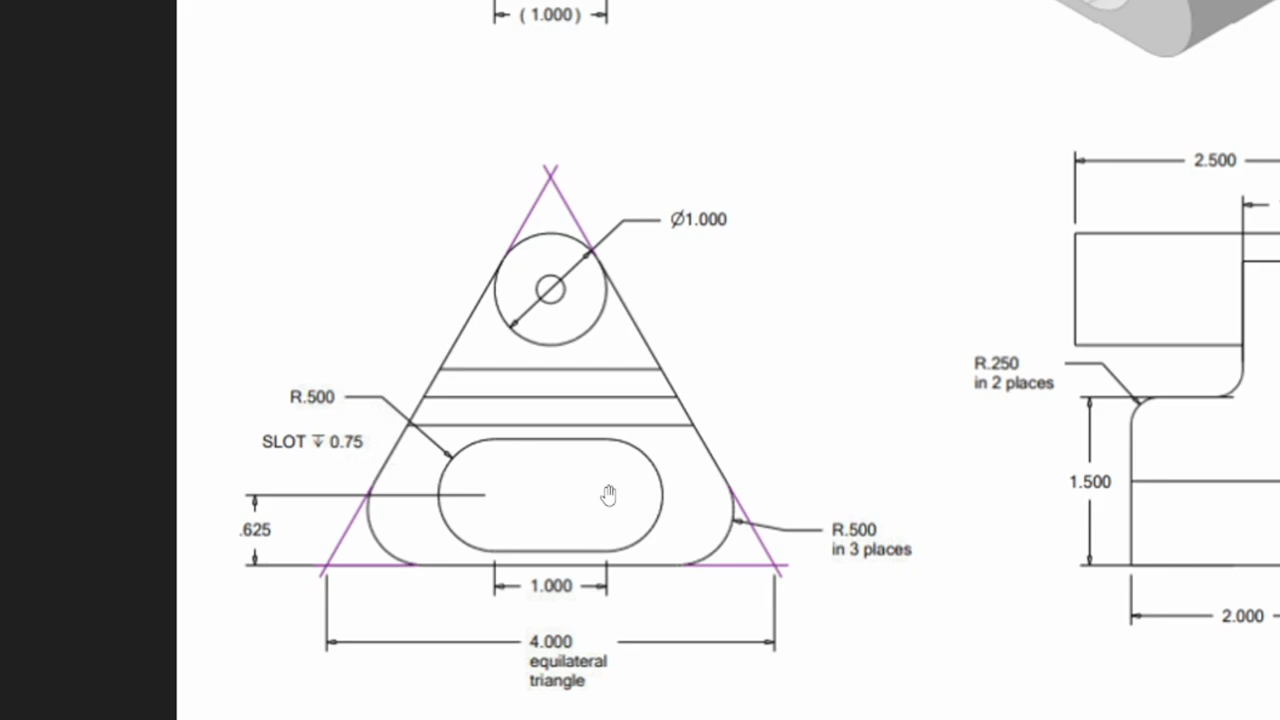 ( 1.000 )
2.500
Ø1.000
R.250
in 2 places
R.500
SLOT ↧ 0.75
1.500
.625
R.500
in 3 places
1.000
2.000
4.000
equilateral
triangle